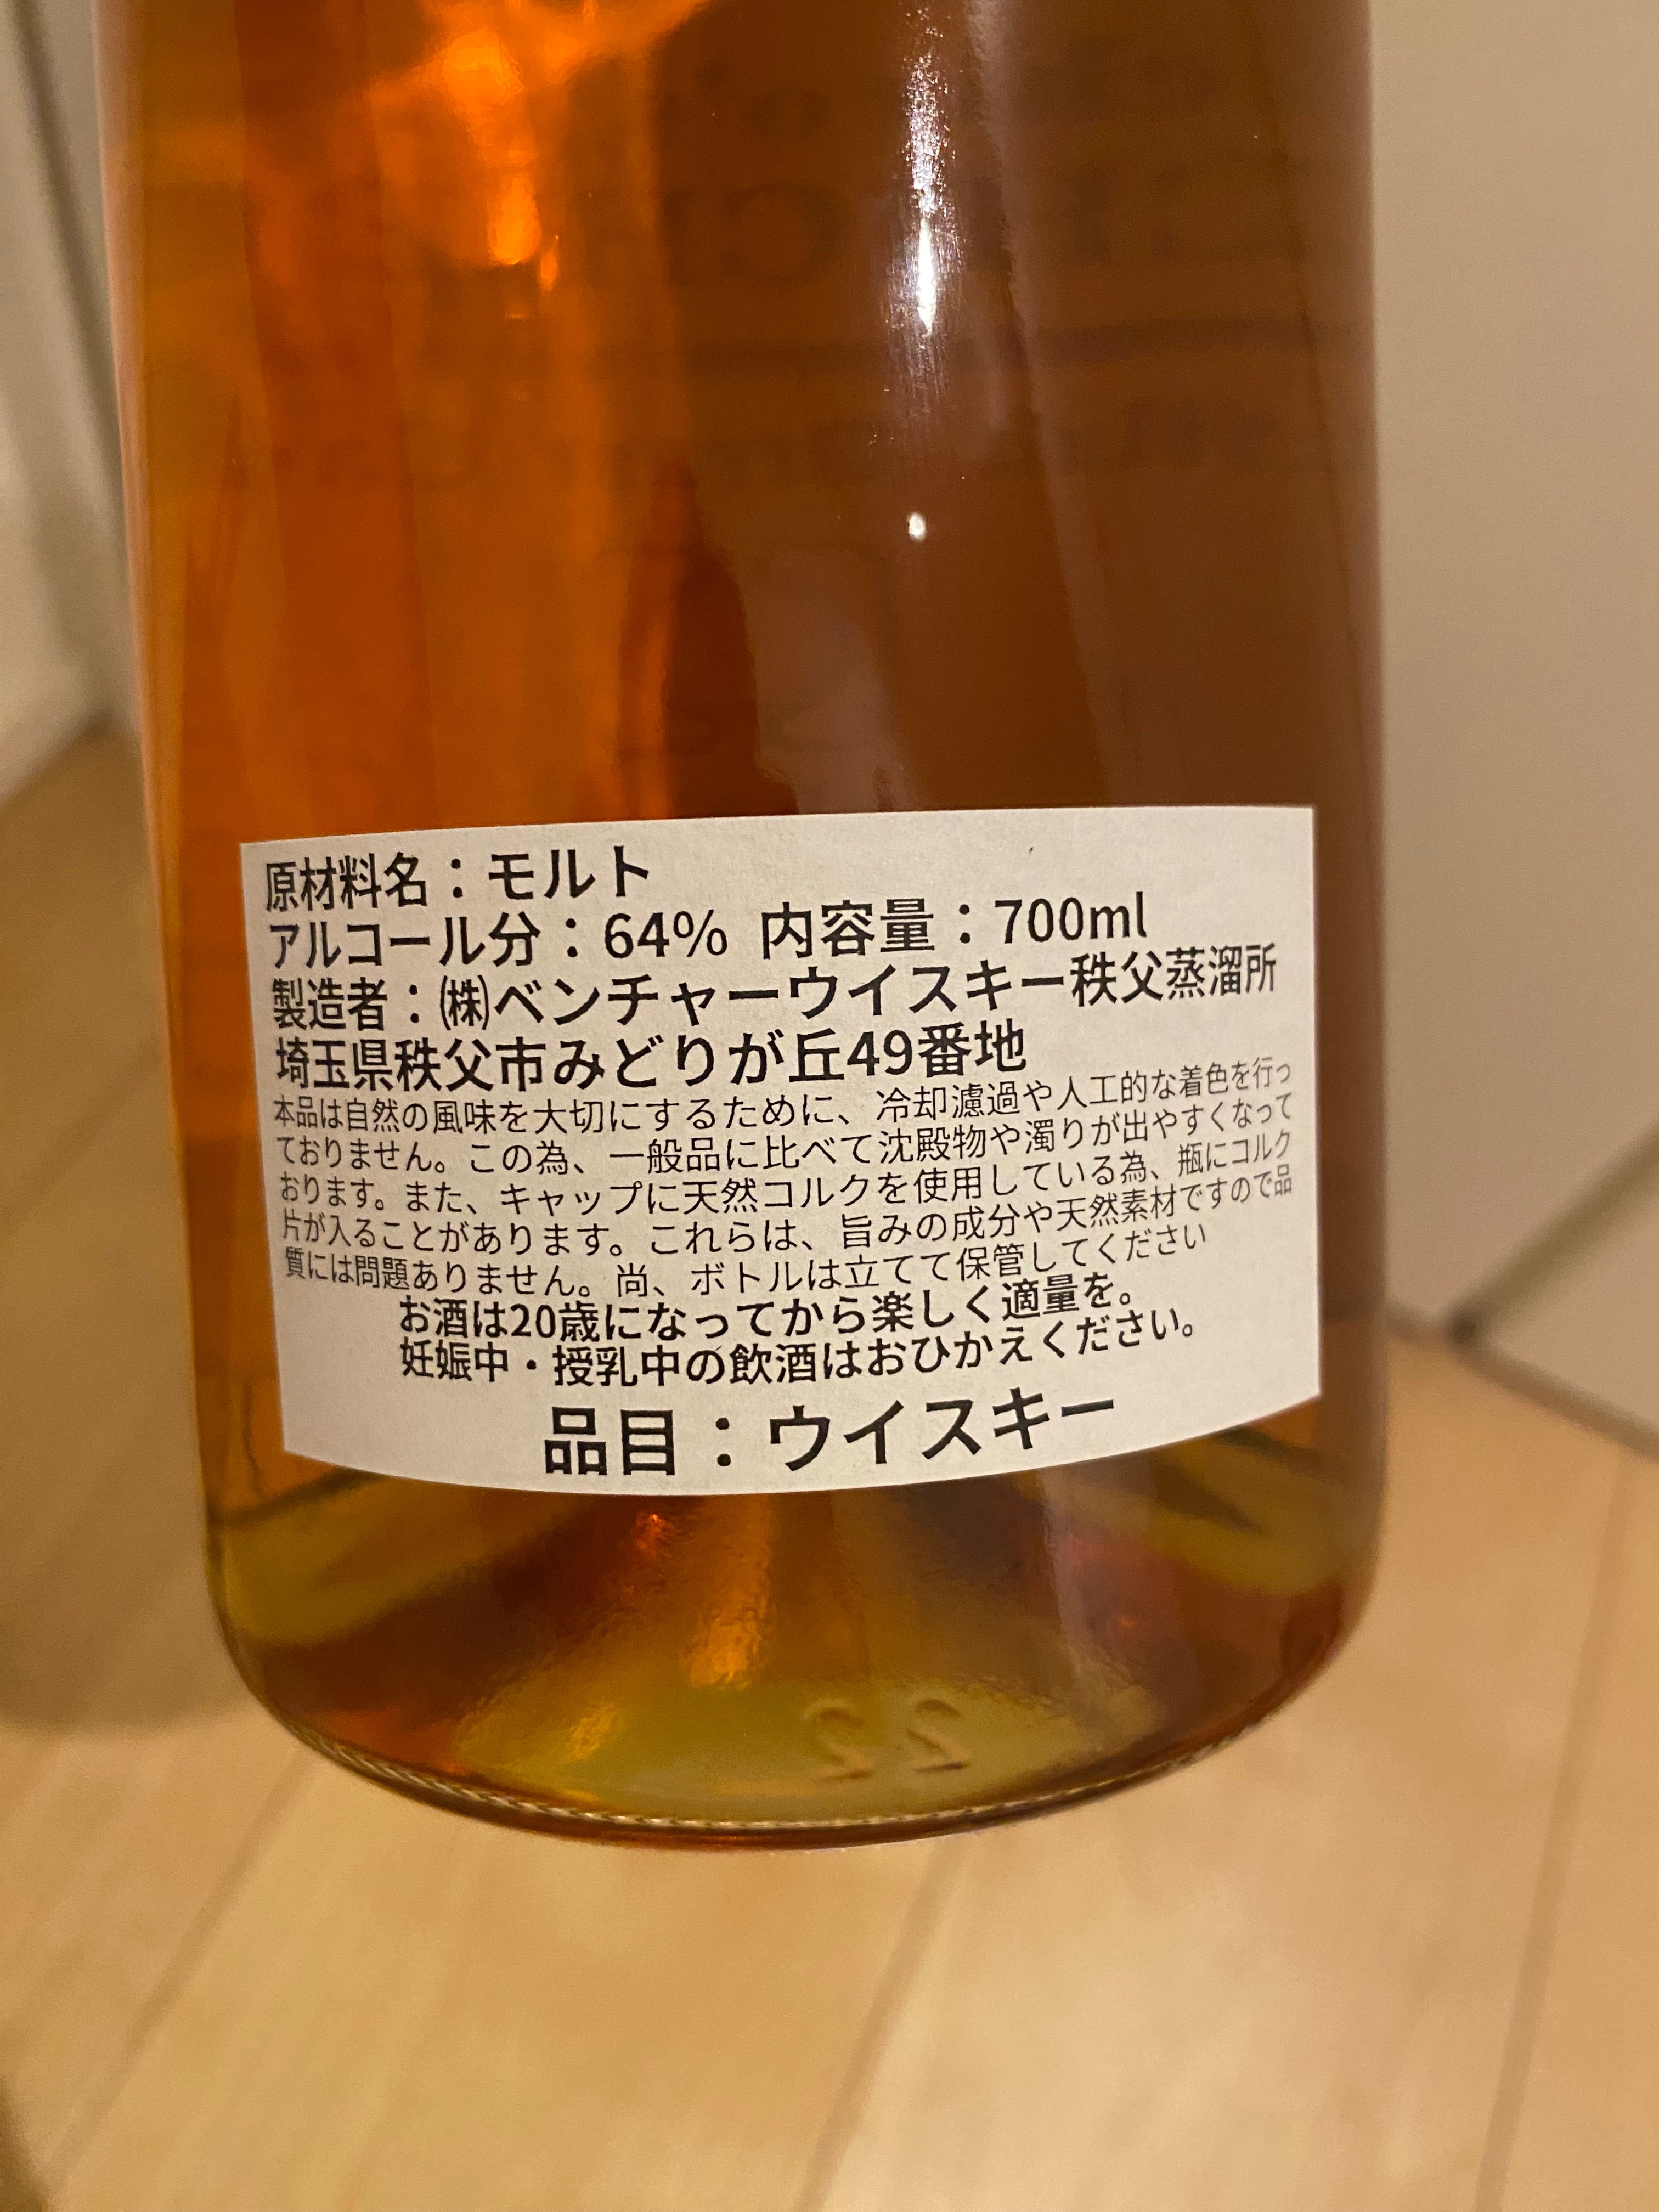 原材料名：モルト
アルコール分：64% 内容量：700ml
製造者：㈱ベンチャーウイスキー秩父蒸溜所
埼玉県秩父市みどりが丘49番地
本品は自然の風味を大切にするために、冷却濾過や人工的な着色を行っ
ておりません。この為、一般品に比べて沈殿物や濁りが出やすくなって
おります。また、キャップに天然コルクを使用している為、瓶にコルク
片が入ることがあります。これらは、旨みの成分や天然素材ですので品
質には問題ありません。尚、ボトルは立てて保管してください
お酒は20歳になってから楽しく適量を。
妊娠中・授乳中の飲酒はおひかえください。
品目：ウイスキー
22